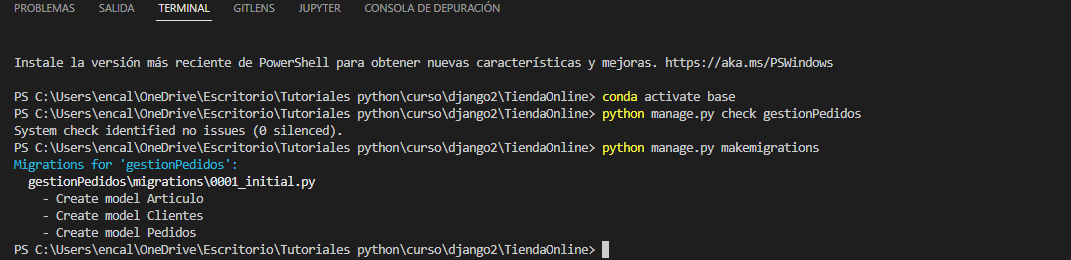 PROBLEMAS SALIDA TERMINAL GITLENS JUPYTER CONSOLA DE DEPURACIÓN
Instale la versión más reciente de PowerShell para obtener nuevas características y mejoras. https://aka.ms/PSWindows
PS C:\Users\encal\OneDrive\Escritorio\Tutoriales python\curso\django2\TiendaOnline> conda activate base
PS C:\Users\encal\OneDrive\Escritorio\Tutoriales python\curso\django2\TiendaOnline> python manage.py check gestionPedidos
System check identified no issues (0 silenced).
PS C:\Users\encal\OneDrive\Escritorio\Tutoriales python\curso\django2\TiendaOnline> python manage.py makemigrations
Migrations for 'gestionPedidos':
  gestionPedidos\migrations\0001_initial.py
    - Create model Articulo
    - Create model Clientes
    - Create model Pedidos
PS C:\Users\encal\OneDrive\Escritorio\Tutoriales python\curso\django2\TiendaOnline>